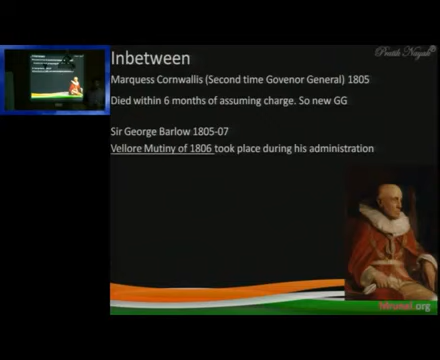 Pratik Nayak
Inbetween
Marquess Cornwallis (Second time Govenor General) 1805
Died within 6 months of assuming charge. So new GG
Sir George Barlow 1805-07
Vellore Mutiny of 1806 took place during his administration
Mrunal.org